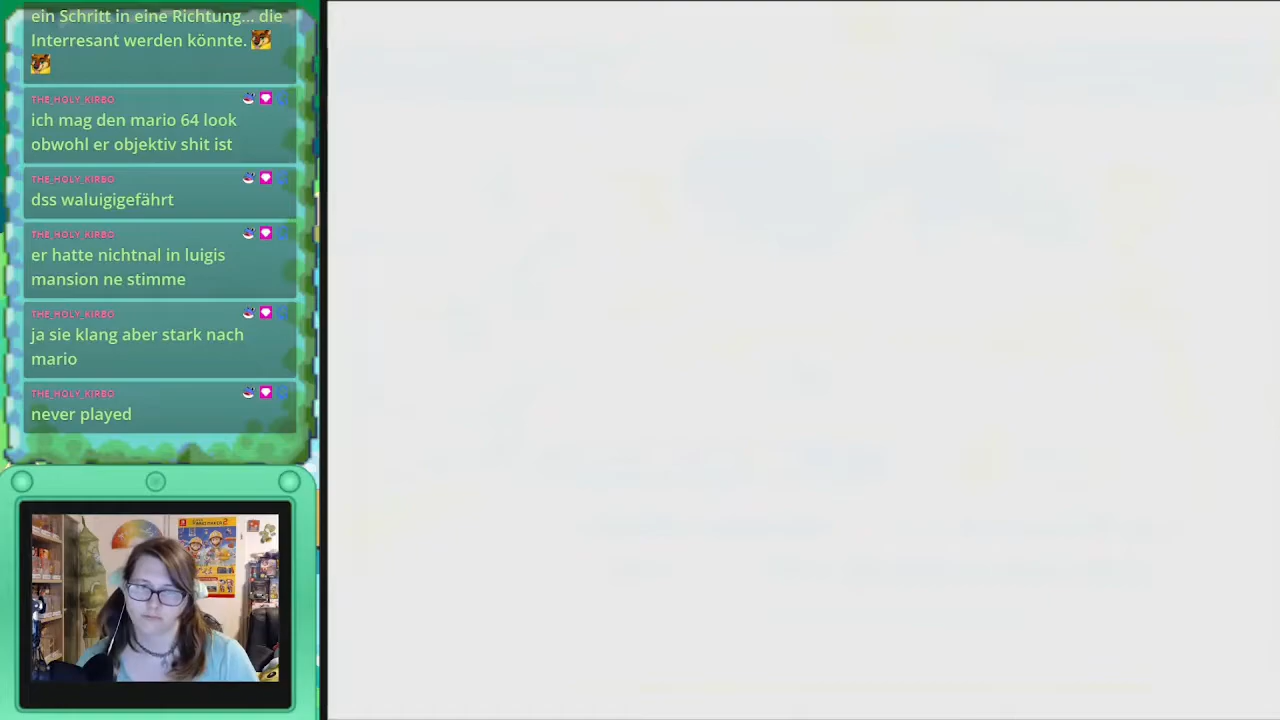 ein Schritt in eine Richtung... die
Interresant werden könnte.
THE_HOLY_KIRBO
ich mag den mario 64 look
obwohl er objektiv shit ist
THE_HOLY_KIRBO
dss waluigigefährt
THE_HOLY_KIRBO
er hatte nichtnal in luigis
mansion ne stimme
THE_HOLY_KIRBO
ja sie klang aber stark nach
mario
THE_HOLY_KIRBO
never played